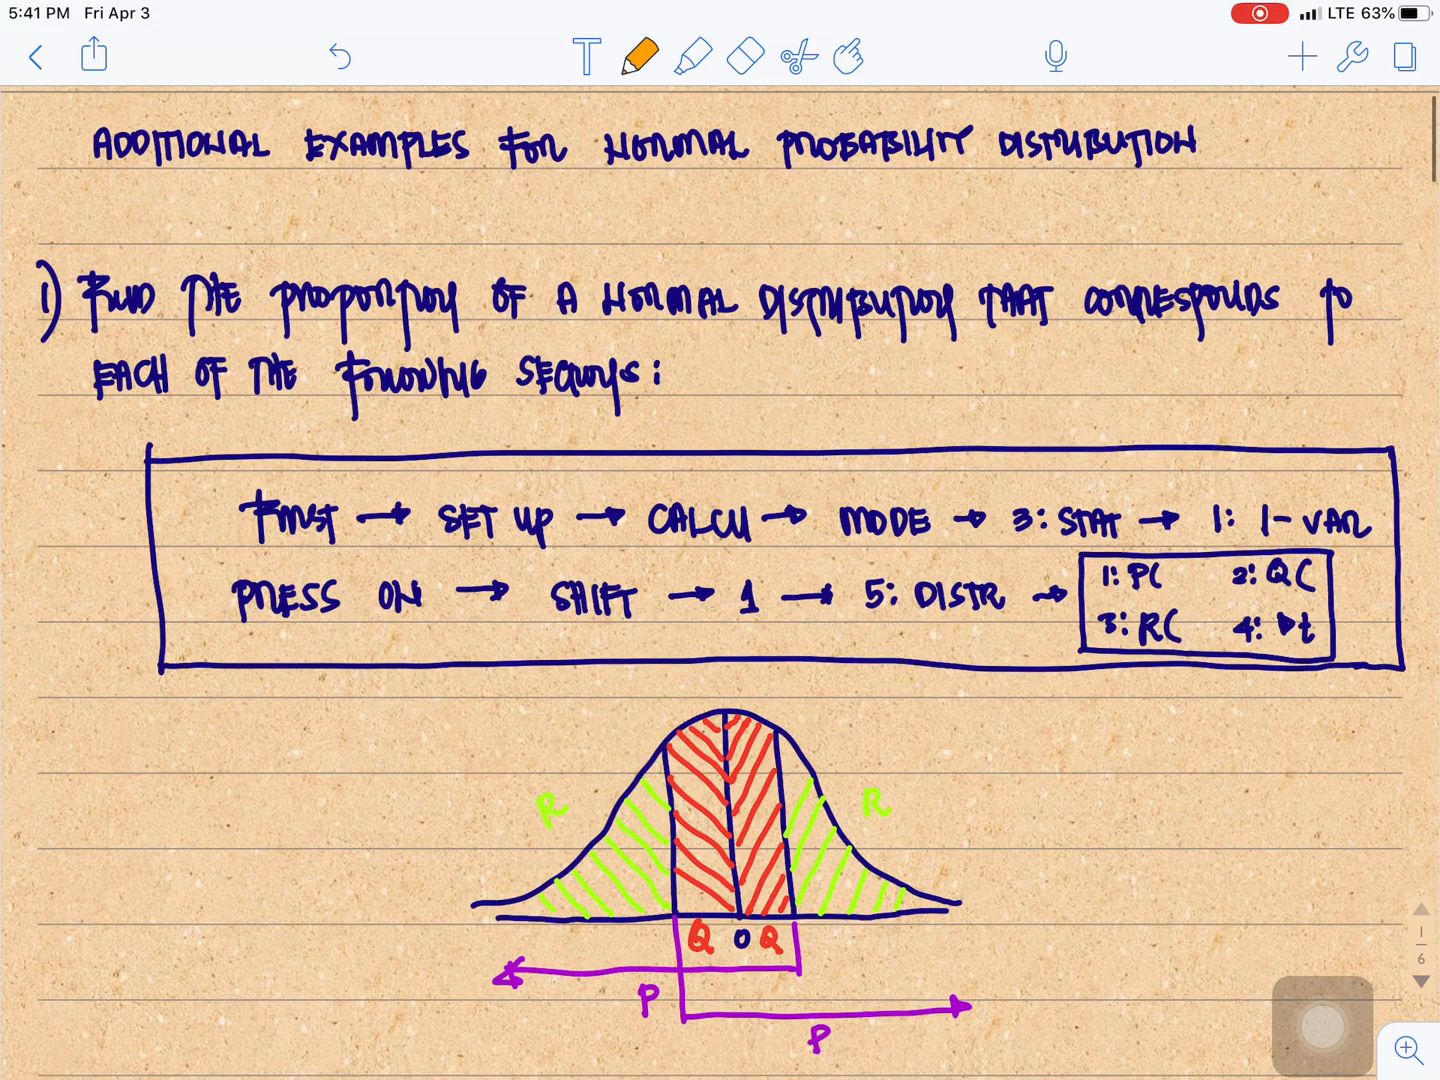 5:41 PM Fri Apr 3
LTE 63%
T
ADDITIONAL EXAMPLES FOR NORMAL PROBABILITY DISTRIBUTION
1) FIND THE PROPORTION OF A NORMAL DISTRIBUTION THAT CORRESPONDS TO
EACH OF THE FOLLOWING SECTIONS:
FIRST → SET UP → CALCU → MODE → 3: STAT → 1: 1-VAR
PRESS ON → SHIFT → 1 → 5: DISTR →
1: P( 2: Q(
3: R( 4: ▸t
R R
Q 0 Q
P
P
1
6